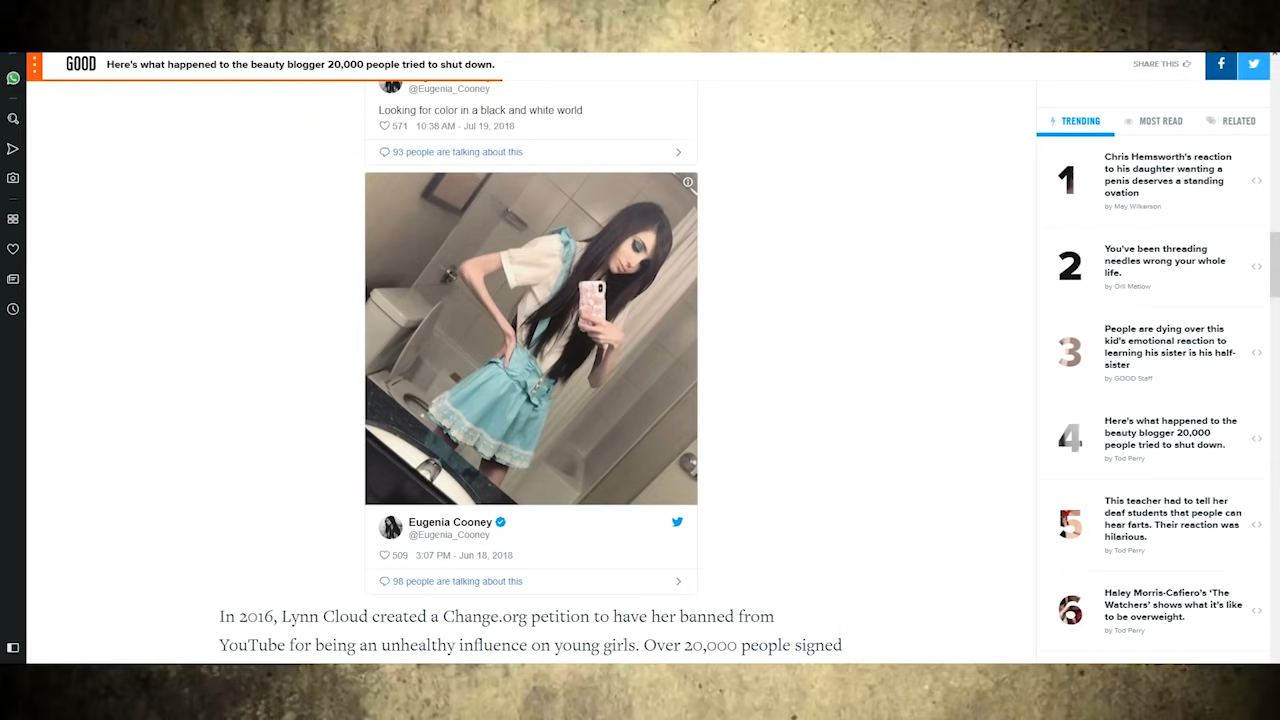 GOOD Here's what happened to the beauty blogger 20,000 people tried to shut down.
SHARE THIS
@Eugenia_Cooney
Looking for color in a black and white world
571 10:38 AM - Jul 19, 2018
93 people are talking about this
Eugenia Cooney
@Eugenia_Cooney
509 3:07 PM - Jun 18, 2018
98 people are talking about this
In 2016, Lynn Cloud created a Change.org petition to have her banned from
YouTube for being an unhealthy influence on young girls. Over 20,000 people signed
TRENDING MOST READ RELATED
1
Chris Hemsworth's reaction
to his daughter wanting a
penis deserves a standing
ovation
by May Wilkerson
2
You've been threading
needles wrong your whole
life.
by Orli Matlow
3
People are dying over this
kid's emotional reaction to
learning his sister is his half-
sister
by GOOD Staff
4
Here's what happened to the
beauty blogger 20,000
people tried to shut down.
by Tod Perry
5
This teacher had to tell her
deaf students that people can
hear farts. Their reaction was
hilarious.
by Tod Perry
6
Haley Morris-Cafiero's 'The
Watchers' shows what it's like
to be overweight.
by Tod Perry